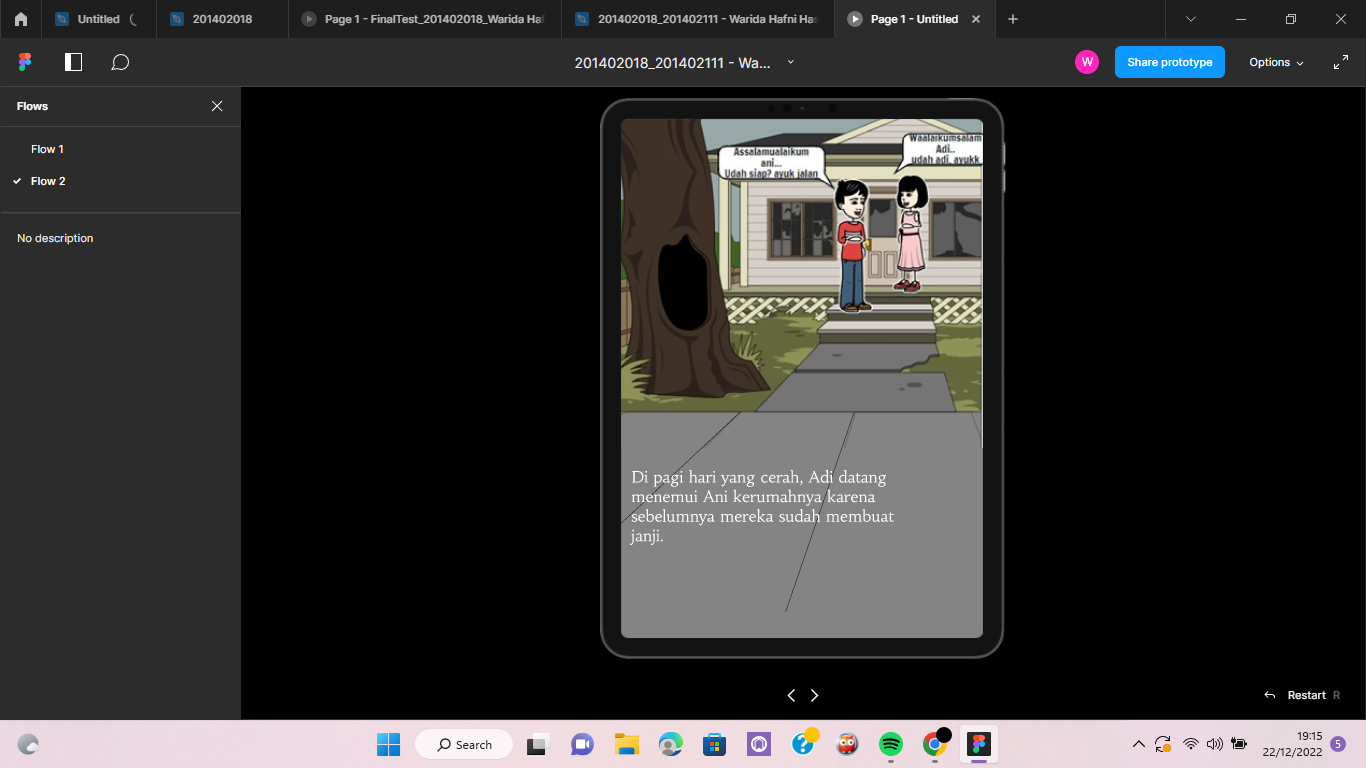 Untitled
201402018
Page 1 - FinalTest_201402018_Warida Haf
201402018_201402111 - Warida Hafni Has
Page 1 - Untitled
201402018_201402111 - Wa...
W
Share prototype
Options
Flows
Flow 1
Flow 2
No description
Assalamualaikum
ani...
Udah siap? ayuk jalan
Waalaikumsalam
Adi..
udah adi, ayukk
Di pagi hari yang cerah, Adi datang
menemui Ani kerumahnya karena
sebelumnya mereka sudah membuat
janji.
Restart R
Search
19:15
22/12/2022
5